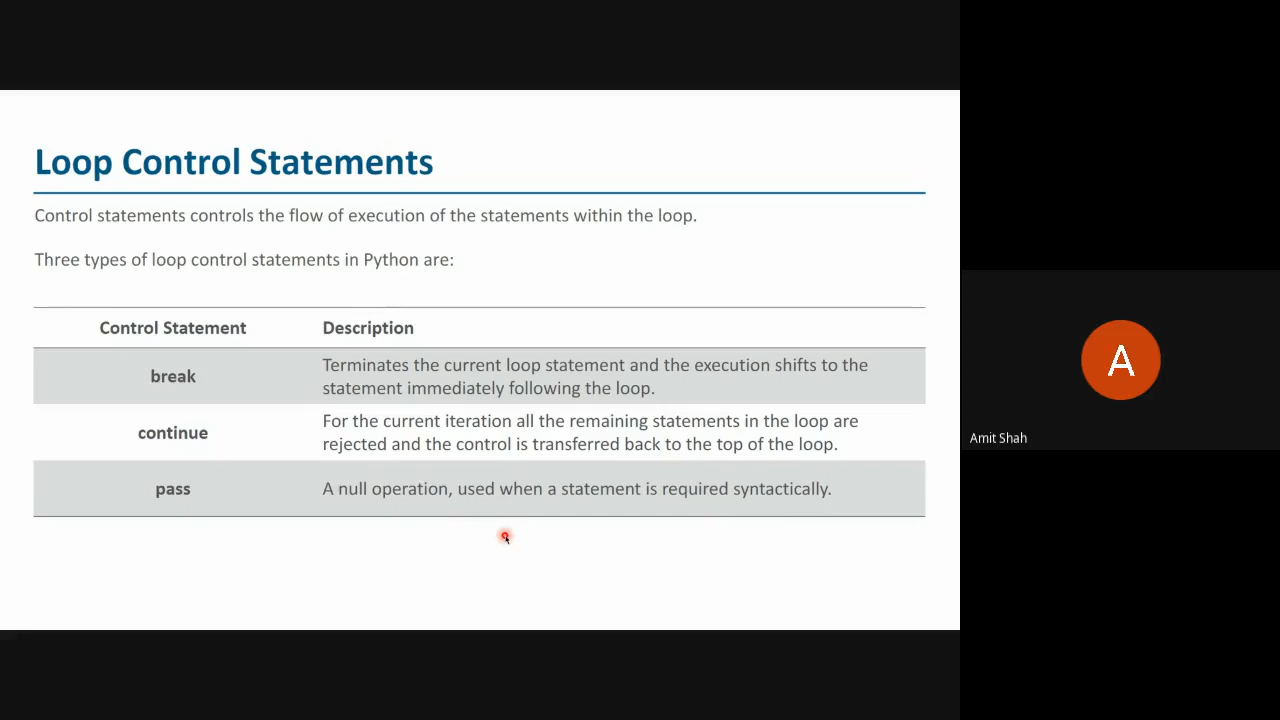 Loop Control Statements
Control statements controls the flow of execution of the statements within the loop.
Three types of loop control statements in Python are:
Control Statement Description
break Terminates the current loop statement and the execution shifts to the
statement immediately following the loop.
continue For the current iteration all the remaining statements in the loop are
rejected and the control is transferred back to the top of the loop.
pass A null operation, used when a statement is required syntactically.
A
Amit Shah